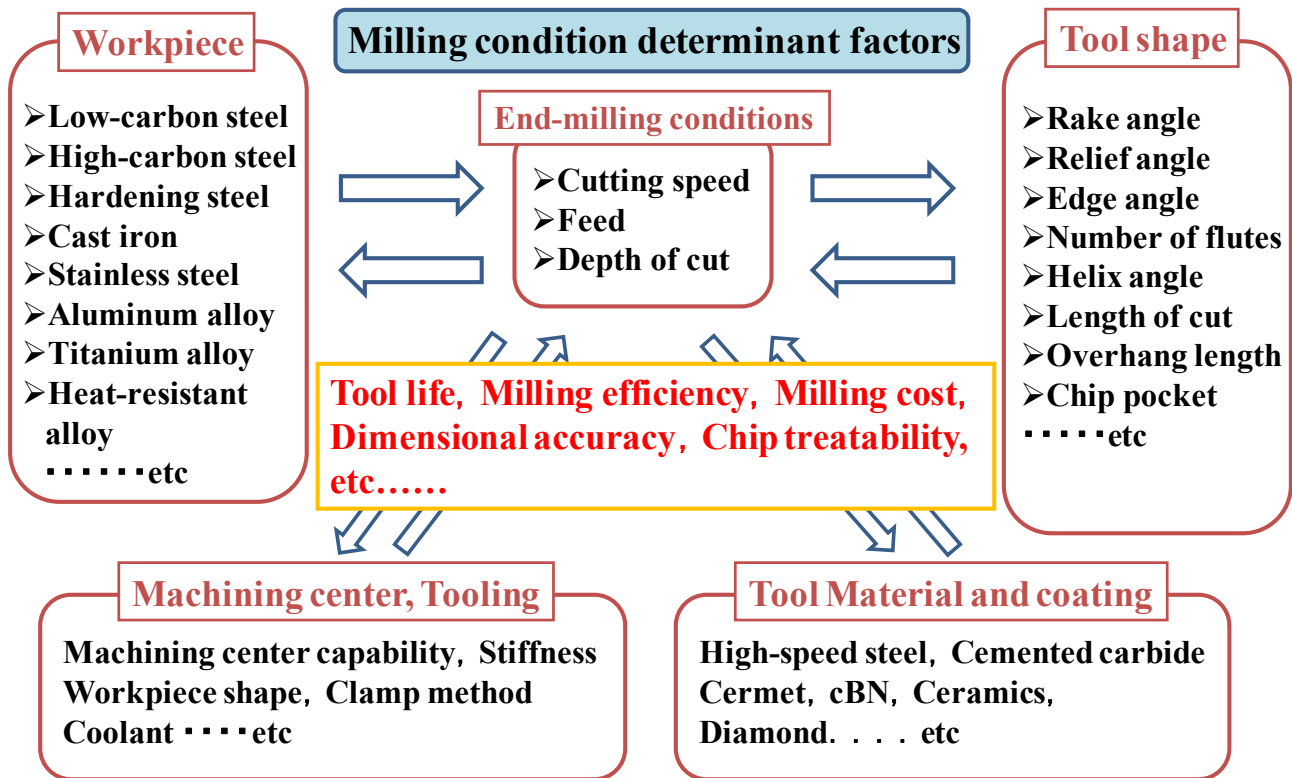 Milling condition determinant factors
Workpiece
➢Low-carbon steel
➢High-carbon steel
➢Hardening steel
➢Cast iron
➢Stainless steel
➢Aluminum alloy
➢Titanium alloy
➢Heat-resistant
alloy
･･････etc
End-milling conditions
➢Cutting speed
➢Feed
➢Depth of cut
Tool shape
➢Rake angle
➢Relief angle
➢Edge angle
➢Number of flutes
➢Helix angle
➢Length of cut
➢Overhang length
➢Chip pocket
･････etc
Tool life, Milling efficiency, Milling cost,
Dimensional accuracy, Chip treatability,
etc……
Machining center, Tooling
Machining center capability, Stiffness
Workpiece shape, Clamp method
Coolant ････etc
Tool Material and coating
High-speed steel, Cemented carbide
Cermet, cBN, Ceramics,
Diamond. . . . etc